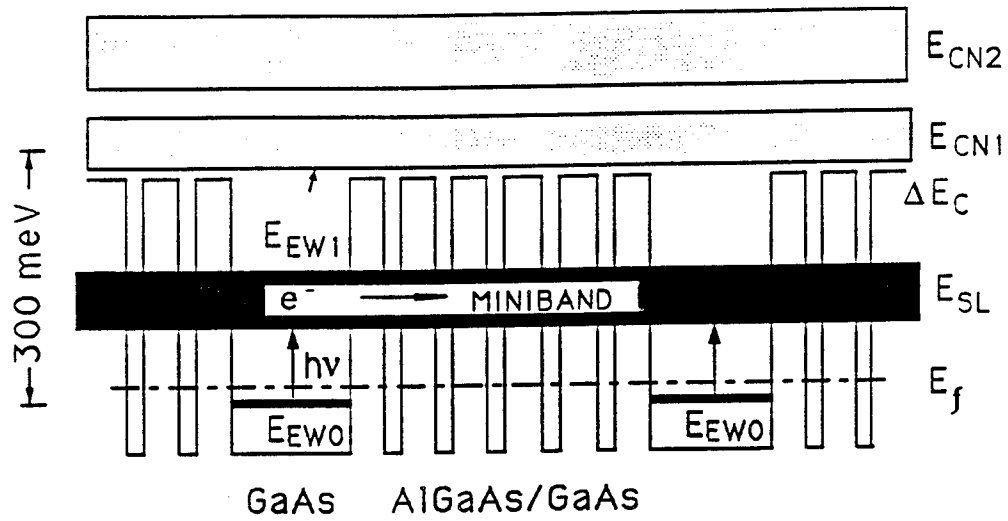 E_CN2
E_CN1
ΔE_C
E_EW1
300 meV
e⁻ → MINIBAND
E_SL
hν
E_f
E_EW0
E_EW0
GaAs
AlGaAs/GaAs